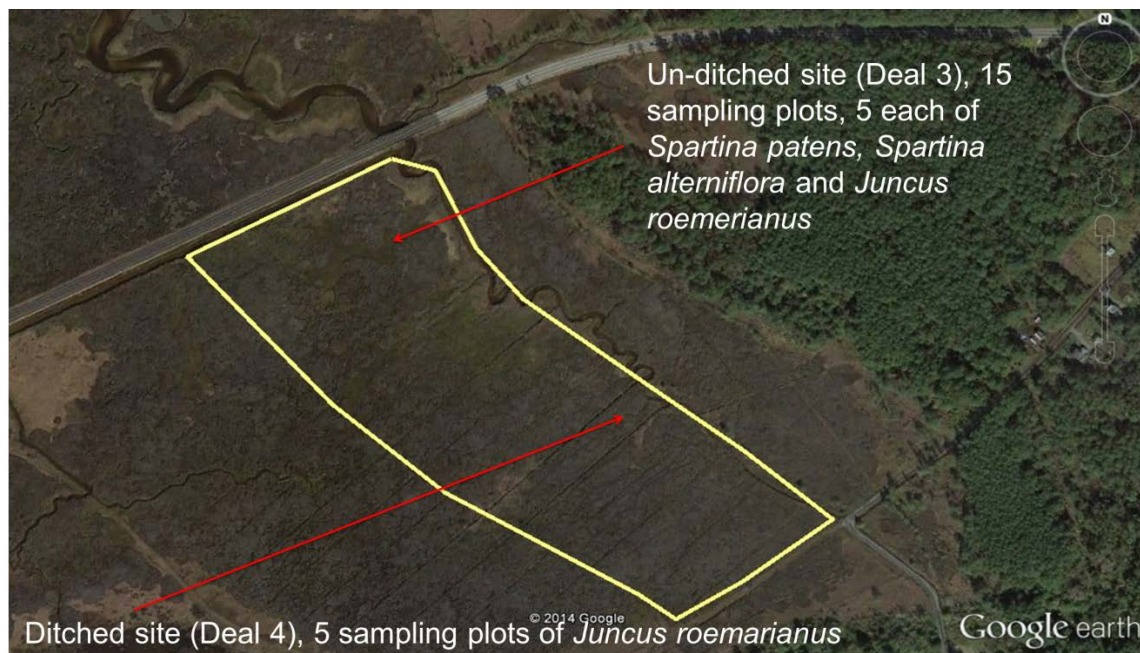 N
Un-ditched site (Deal 3), 15
sampling plots, 5 each of
Spartina patens, Spartina
alterniflora and Juncus
roemerianus
© 2014 Google
Ditched site (Deal 4), 5 sampling plots of Juncus roemarianus
Google earth